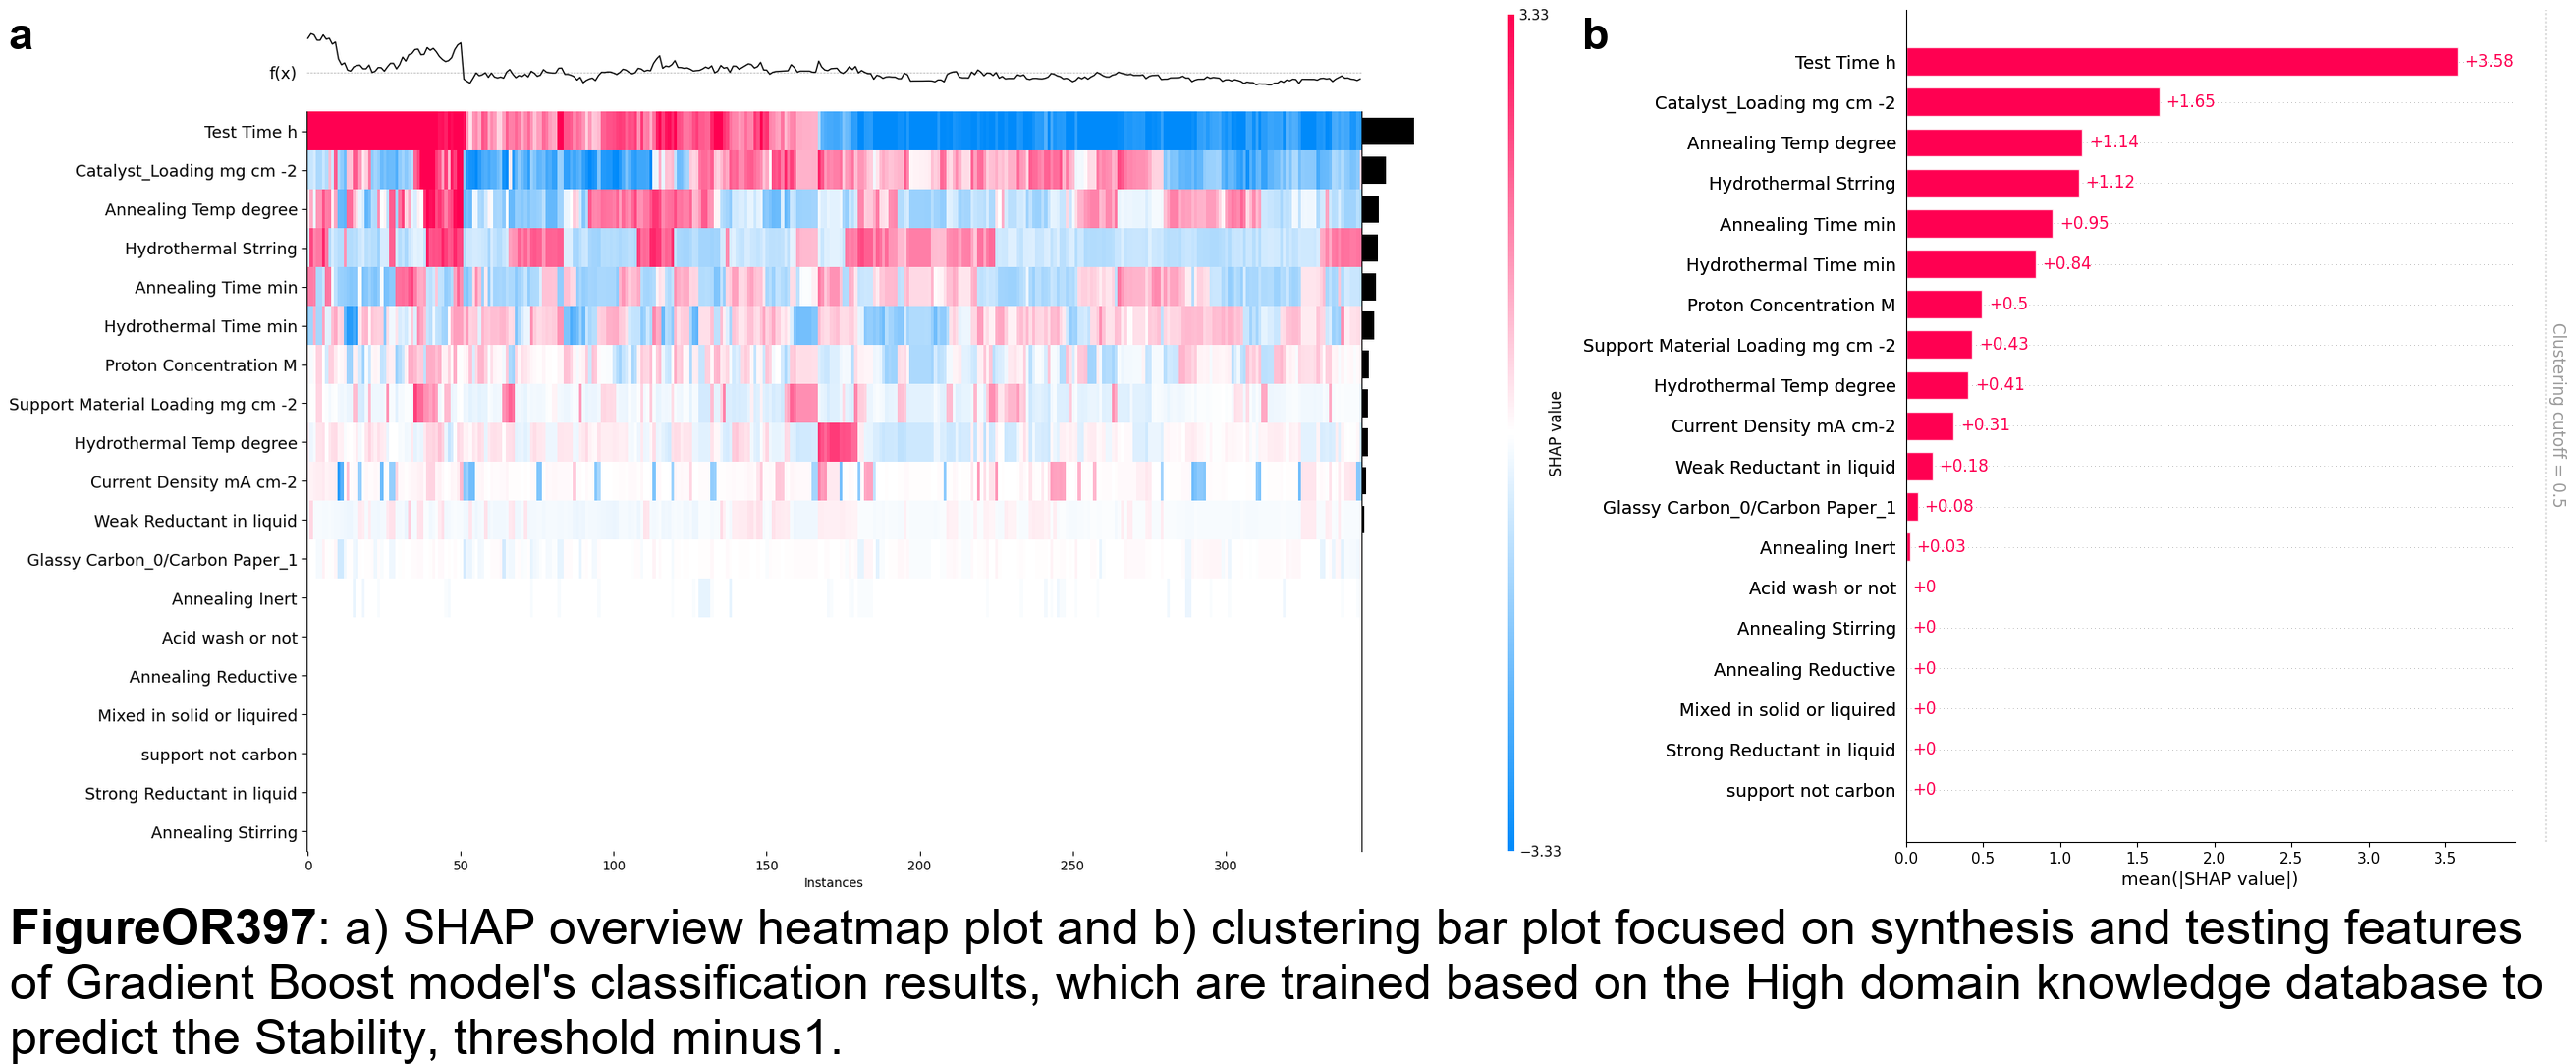 a
f(x)
Test Time h
Catalyst_Loading mg cm -2
Annealing Temp degree
Hydrothermal Strring
Annealing Time min
Hydrothermal Time min
Proton Concentration M
Support Material Loading mg cm -2
Hydrothermal Temp degree
Current Density mA cm-2
Weak Reductant in liquid
Glassy Carbon_0/Carbon Paper_1
Annealing Inert
Acid wash or not
Annealing Reductive
Mixed in solid or liquired
support not carbon
Strong Reductant in liquid
Annealing Stirring
0 50 100 150 200 250 300
Instances
3.33
SHAP value
−3.33
b
Test Time h +3.58
Catalyst_Loading mg cm -2 +1.65
Annealing Temp degree +1.14
Hydrothermal Strring +1.12
Annealing Time min +0.95
Hydrothermal Time min +0.84
Proton Concentration M +0.5
Support Material Loading mg cm -2 +0.43
Hydrothermal Temp degree +0.41
Current Density mA cm-2 +0.31
Weak Reductant in liquid +0.18
Glassy Carbon_0/Carbon Paper_1 +0.08
Annealing Inert +0.03
Acid wash or not +0
Annealing Stirring +0
Annealing Reductive +0
Mixed in solid or liquired +0
Strong Reductant in liquid +0
support not carbon +0
0.0 0.5 1.0 1.5 2.0 2.5 3.0 3.5
mean(|SHAP value|)
Clustering cutoff = 0.5
FigureOR397: a) SHAP overview heatmap plot and b) clustering bar plot focused on synthesis and testing features
of Gradient Boost model's classification results, which are trained based on the High domain knowledge database to
predict the Stability, threshold minus1.